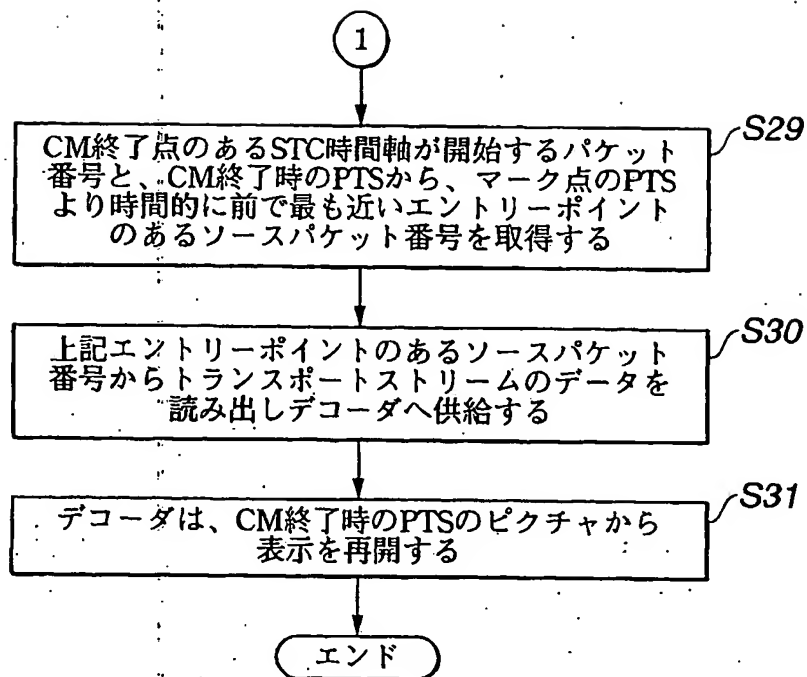 1
CM終了点のあるSTC時間軸が開始するパケット
番号と、CM終了時のPTSから、マーク点のPTS
より時間的に前で最も近いエントリーポイント
のあるソースパケット番号を取得する
S29
上記エントリーポイントのあるソースパケット
番号からトランスポートストリームのデータを
読み出しデコーダへ供給する
S30
デコーダは、CM終了時のPTSのピクチャから
表示を再開する
S31
エンド